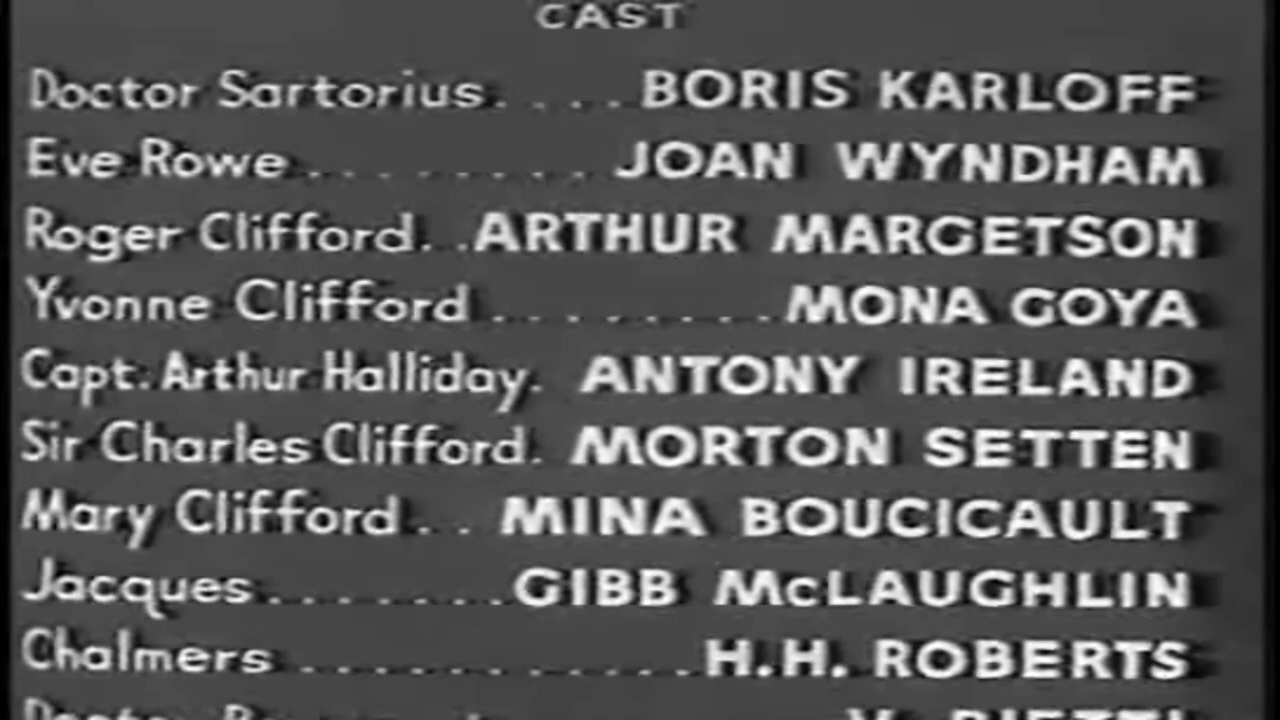 CAST
Doctor Sartorius. . . . .BORIS KARLOFF
Eve Rowe . . . . . . . . . JOAN WYNDHAM
Roger Clifford. . .ARTHUR MARGETSON
Yvonne Clifford . . . . . . . . .MONA GOYA
Capt. Arthur Halliday. ANTONY IRELAND
Sir Charles Clifford. MORTON SETTEN
Mary Clifford . . . MINA BOUCICAULT
Jacques . . . . . . . .GIBB McLAUGHLIN
Chalmers . . . . . . . . . . . . .H.H. ROBERTS